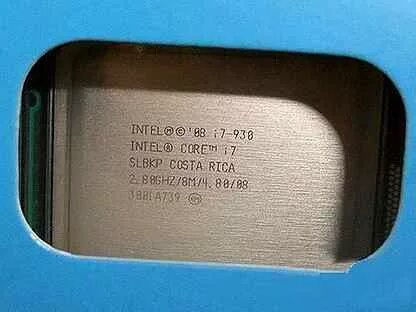 INTEL®©'08 i7-930
INTEL® CORE™ i7
SLBKP COSTA RICA
2.80GHZ/8M/4.80/08